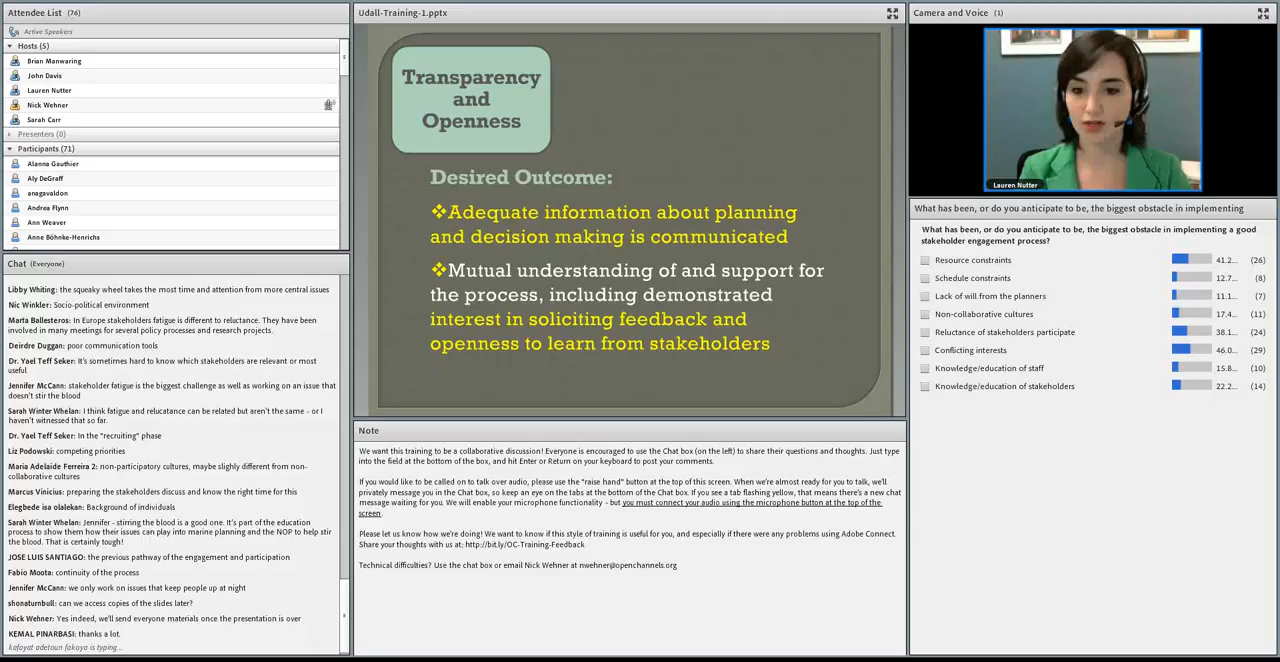 Attendee List (76)
Active Speakers
Hosts (5)
Brian Manwaring
John Davis
Lauren Nutter
Nick Wehner
Sarah Carr
Presenters (0)
Participants (71)
Alanna Gauthier
Aly DeGraff
anagavaldon
Andrea Flynn
Ann Weaver
Anne Böhnke-Henrichs
Chat (Everyone)
Libby Whiting: the squeaky wheel takes the most time and attention from more central issues
Nic Winkler: Socio-political environment
Marta Ballesteros: In Europe stakeholders fatigue is different to reluctance. They have been
involved in many meetings for several policy processes and research projects.
Deirdre Duggan: poor communication tools
Dr. Yael Teff Seker: It's sometimes hard to know which stakeholders are relevant or most
useful
Jennifer McCann: stakeholder fatigue is the biggest challenge as well as working on an issue that
doesn't stir the blood
Sarah Winter Whelan: I think fatigue and relucatance can be related but aren't the same - or I
haven't witnessed that so far.
Dr. Yael Teff Seker: In the "recruiting" phase
Liz Podowski: competing priorities
Maria Adelaide Ferreira 2: non-participatory cultures, maybe slighly different from non-
collaborative cultures
Marcus Vinicius: preparing the stakeholders discuss and know the right time for this
Elegbede isa olalekan: Background of individuals
Sarah Winter Whelan: Jennifer - stirring the blood is a good one. It's part of the education
process to show them how their issues can play into marine planning and the NOP to help stir
the blood. That is certainly tough!
JOSE LUIS SANTIAGO: the previous pathway of the engagement and participation
Fabio Moota: continuity of the process
Jennifer McCann: we only work on issues that keep people up at night
shonaturnbull: can we access copies of the slides later?
Nick Wehner: Yes indeed, we'll send everyone materials once the presentation is over
KEMAL PINARBASI: thanks a lot.
kafayat adetoun fakoya is typing...
Udall-Training-1.pptx
Transparency
and
Openness
Desired Outcome:
❖Adequate information about planning
and decision making is communicated
❖Mutual understanding of and support for
the process, including demonstrated
interest in soliciting feedback and
openness to learn from stakeholders
Note
We want this training to be a collaborative discussion! Everyone is encouraged to use the Chat box (on the left) to share their questions and thoughts. Just type
into the field at the bottom of the box, and hit Enter or Return on your keyboard to post your comments.
If you would like to be called on to talk over audio, please use the "raise hand" button at the top of this screen. When we're almost ready for you to talk, we'll
privately message you in the Chat box, so keep an eye on the tabs at the bottom of the Chat box. If you see a tab flashing yellow, that means there's a new chat
message waiting for you. We will enable your microphone functionality - but you must connect your audio using the microphone button at the top of the
screen.
Please let us know how we're doing! We want to know if this style of training is useful for you, and especially if there were any problems using Adobe Connect.
Share your thoughts with us at: http://bit.ly/OC-Training-Feedback
Technical difficulties? Use the chat box or email Nick Wehner at nwehner@openchannels.org
Camera and Voice (1)
Lauren Nutter
What has been, or do you anticipate to be, the biggest obstacle in implementing
What has been, or do you anticipate to be, the biggest obstacle in implementing a good
stakeholder engagement process?
Resource constraints 41.2... (26)
Schedule constraints 12.7... (8)
Lack of will from the planners 11.1... (7)
Non-collaborative cultures 17.4... (11)
Reluctance of stakeholders participate 38.1... (24)
Conflicting interests 46.0... (29)
Knowledge/education of staff 15.8... (10)
Knowledge/education of stakeholders 22.2... (14)